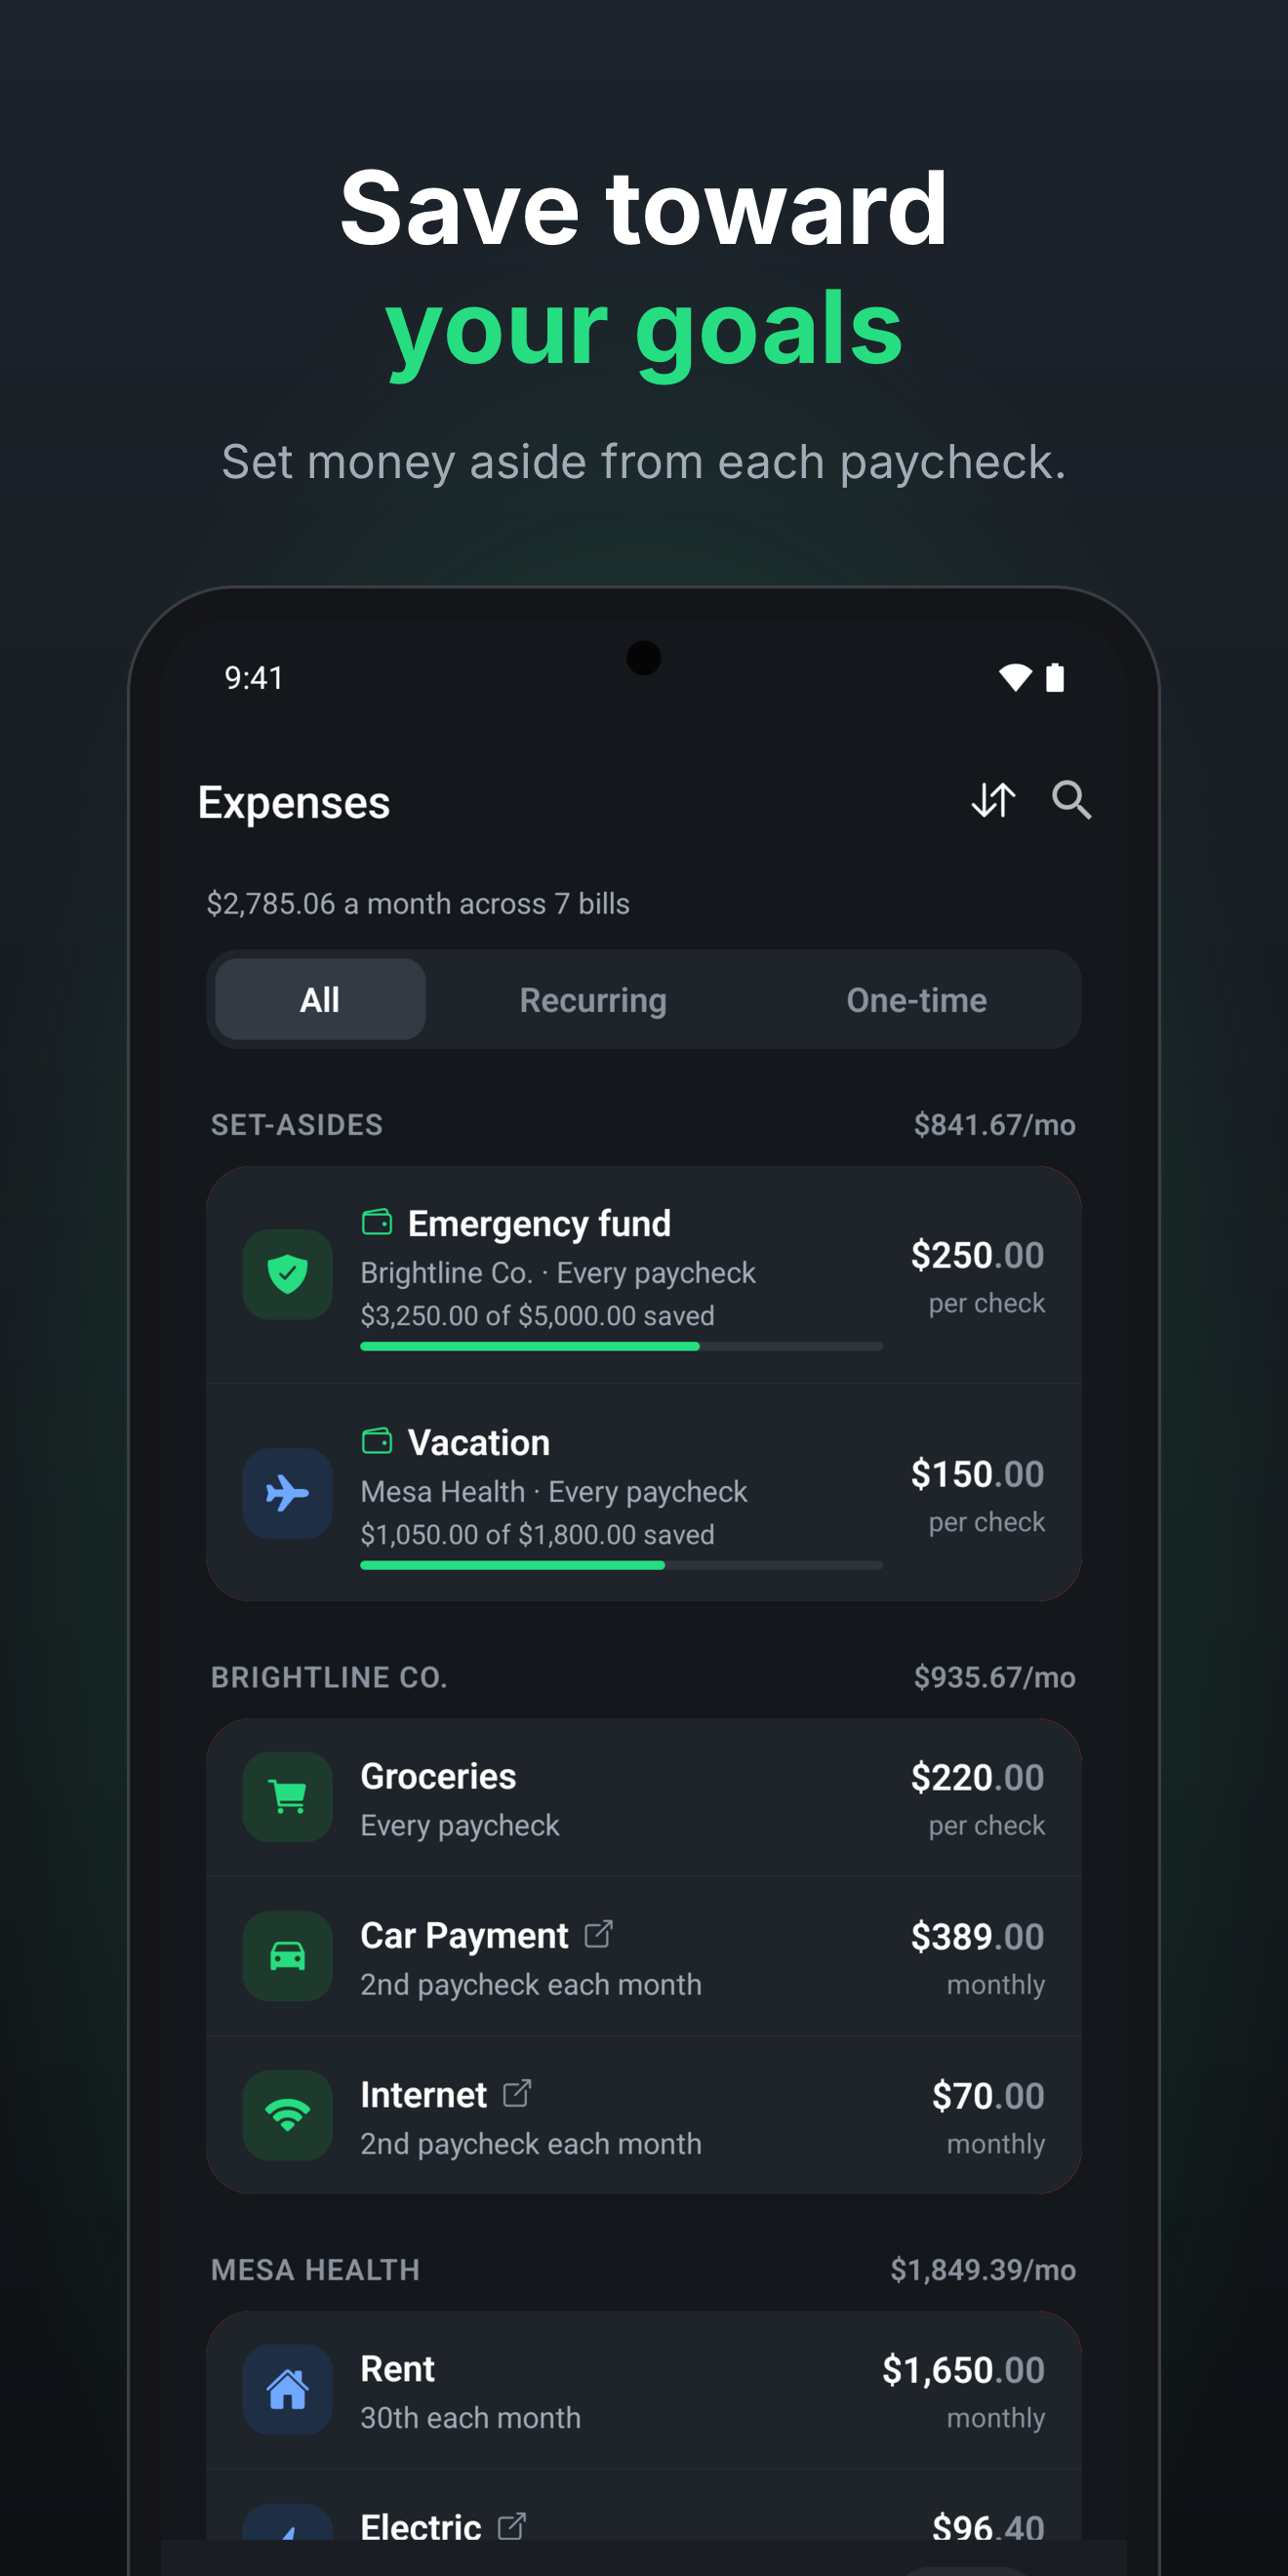 Save toward
your goals
Set money aside from each paycheck.
9:41
Expenses
$2,785.06 a month across 7 bills
All Recurring One-time
SET-ASIDES $841.67/mo
Emergency fund
Brightline Co. · Every paycheck
$3,250.00 of $5,000.00 saved
$250.00
per check
Vacation
Mesa Health · Every paycheck
$1,050.00 of $1,800.00 saved
$150.00
per check
BRIGHTLINE CO. $935.67/mo
Groceries $220.00
Every paycheck per check
Car Payment $389.00
2nd paycheck each month monthly
Internet $70.00
2nd paycheck each month monthly
MESA HEALTH $1,849.39/mo
Rent $1,650.00
30th each month monthly
Electric $96.40